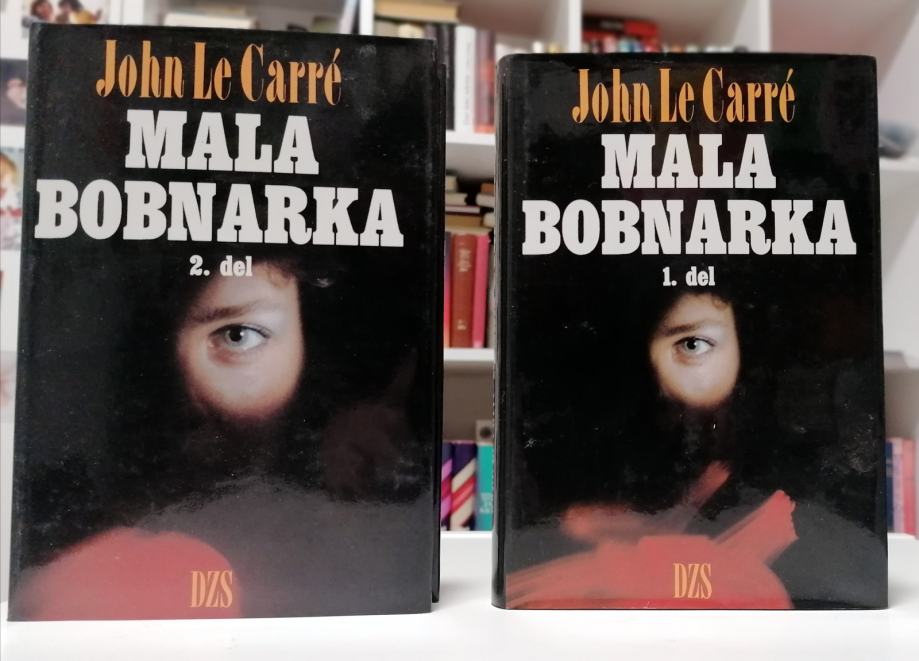 John Le Carré
MALA
BOBNARKA
2. del
DZS
John Le Carré
MALA
BOBNARKA
1. del
DZS